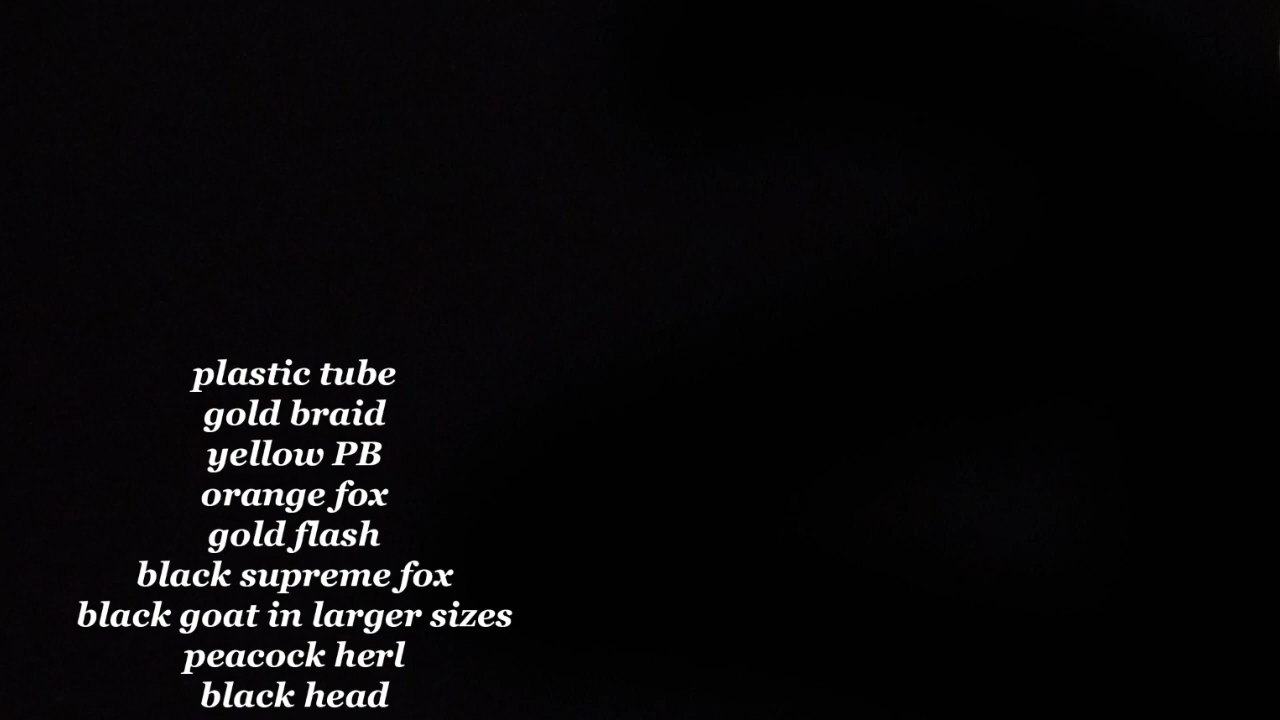 plastic tube
gold braid
yellow PB
orange fox
gold flash
black supreme fox
black goat in larger sizes
peacock herl
black head